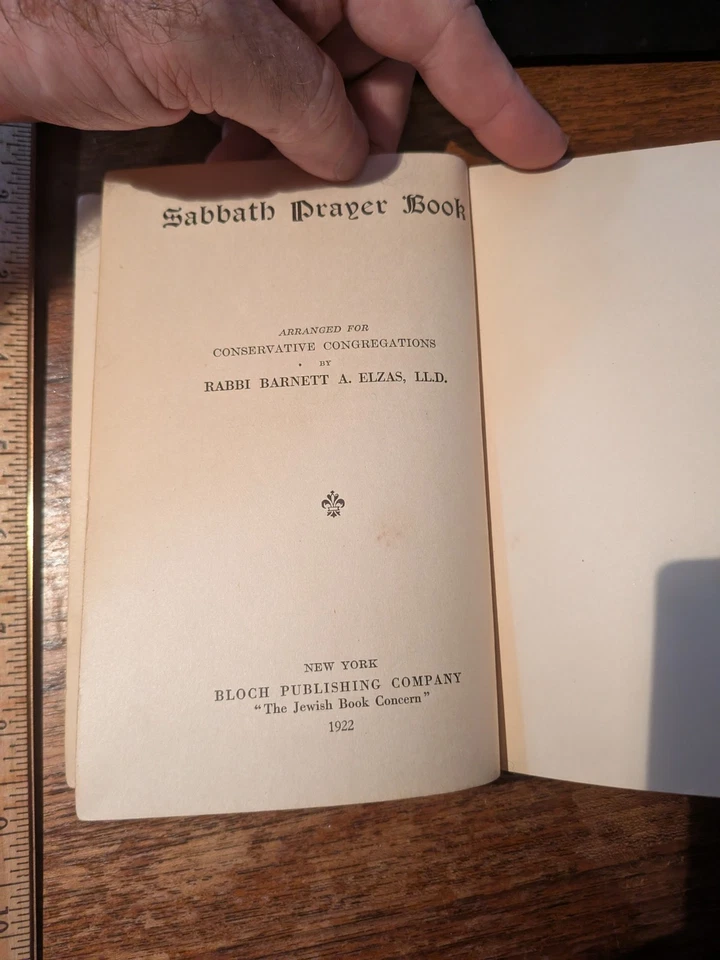 Sabbath Prayer Book
ARRANGED FOR
CONSERVATIVE CONGREGATIONS
BY
RABBI BARNETT A. ELZAS, LL.D.
NEW YORK
BLOCH PUBLISHING COMPANY
"The Jewish Book Concern"
1922